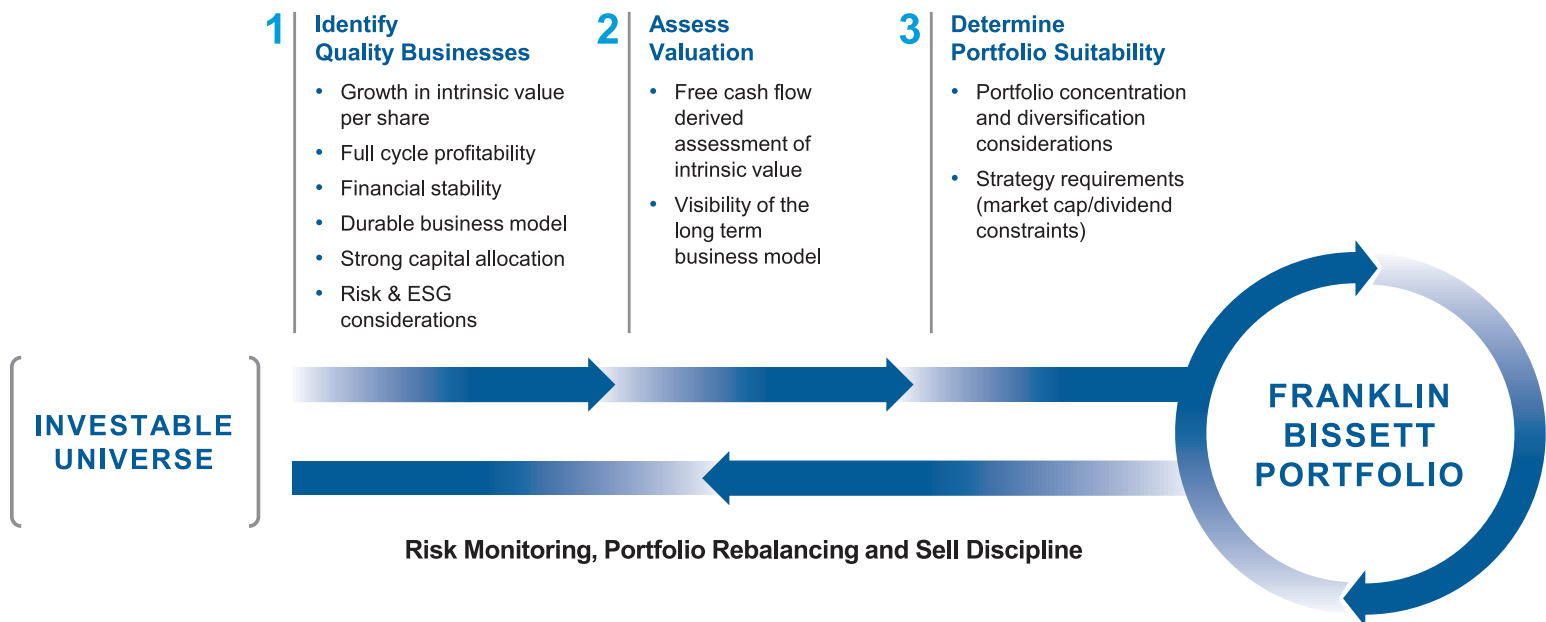 1
Identify
Quality Businesses
• Growth in intrinsic value
per share
• Full cycle profitability
• Financial stability
• Durable business model
• Strong capital allocation
• Risk & ESG
considerations
2
Assess
Valuation
• Free cash flow
derived
assessment of
intrinsic value
• Visibility of the
long term
business model
3
Determine
Portfolio Suitability
• Portfolio concentration
and diversification
considerations
• Strategy requirements
(market cap/dividend
constraints)
INVESTABLE
UNIVERSE
FRANKLIN
BISSETT
PORTFOLIO
Risk Monitoring, Portfolio Rebalancing and Sell Discipline